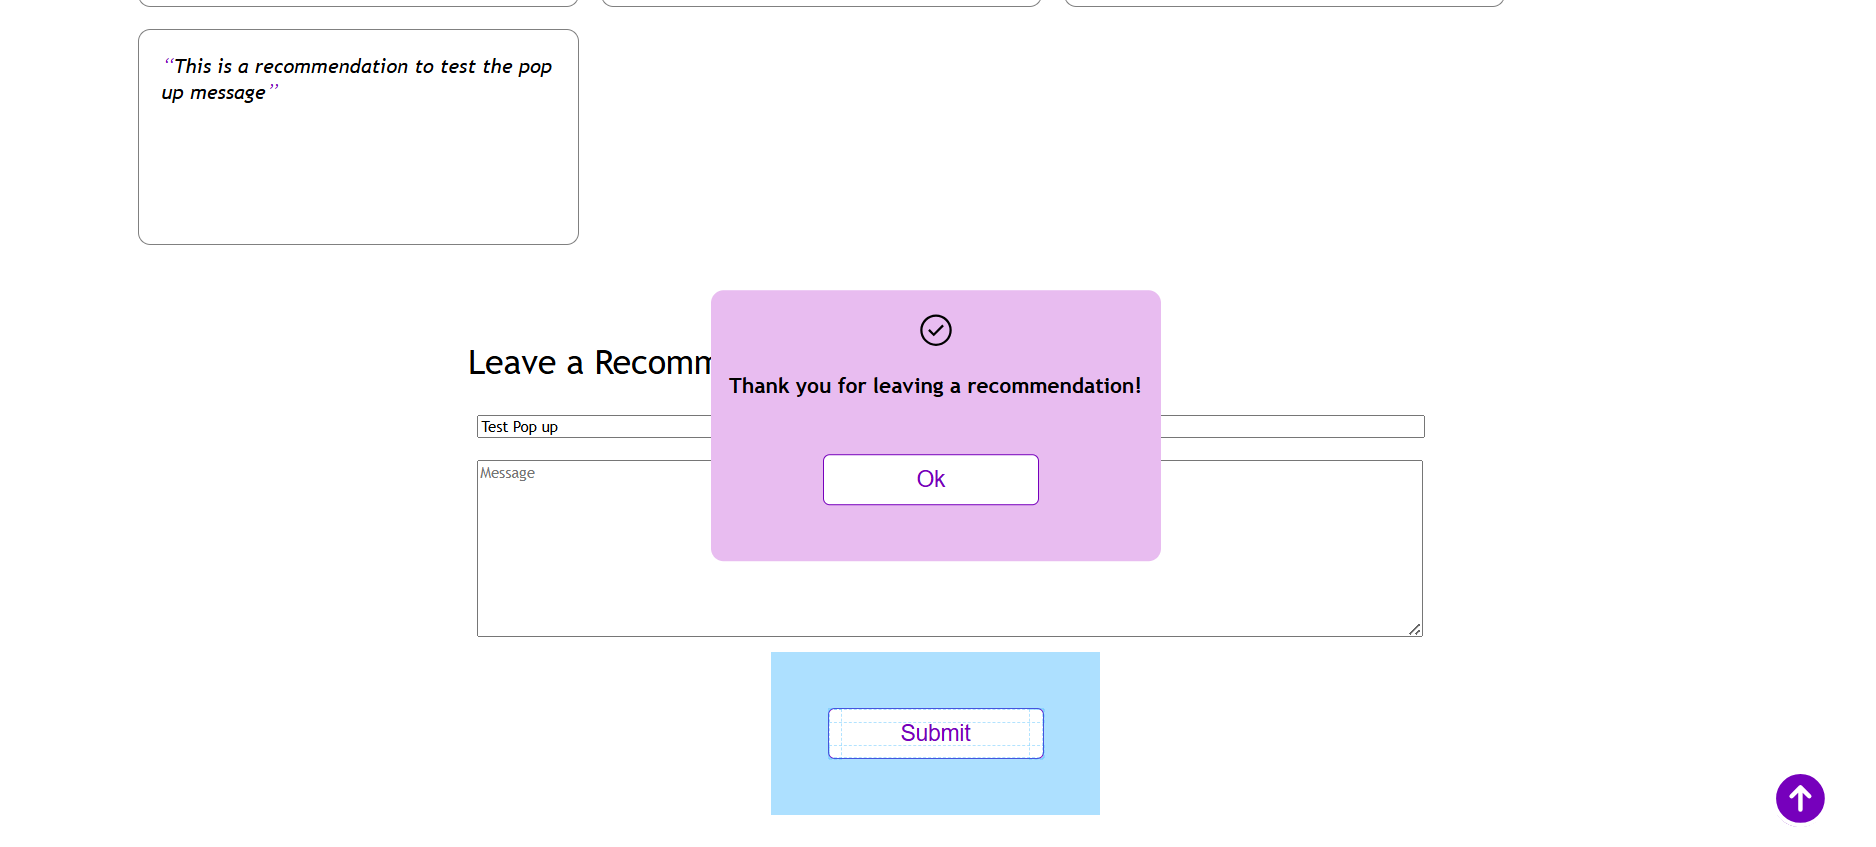 “This is a recommendation to test the pop
up message”
Leave a Recomm
Thank you for leaving a recommendation!
Test Pop up
Message
Ok
Submit